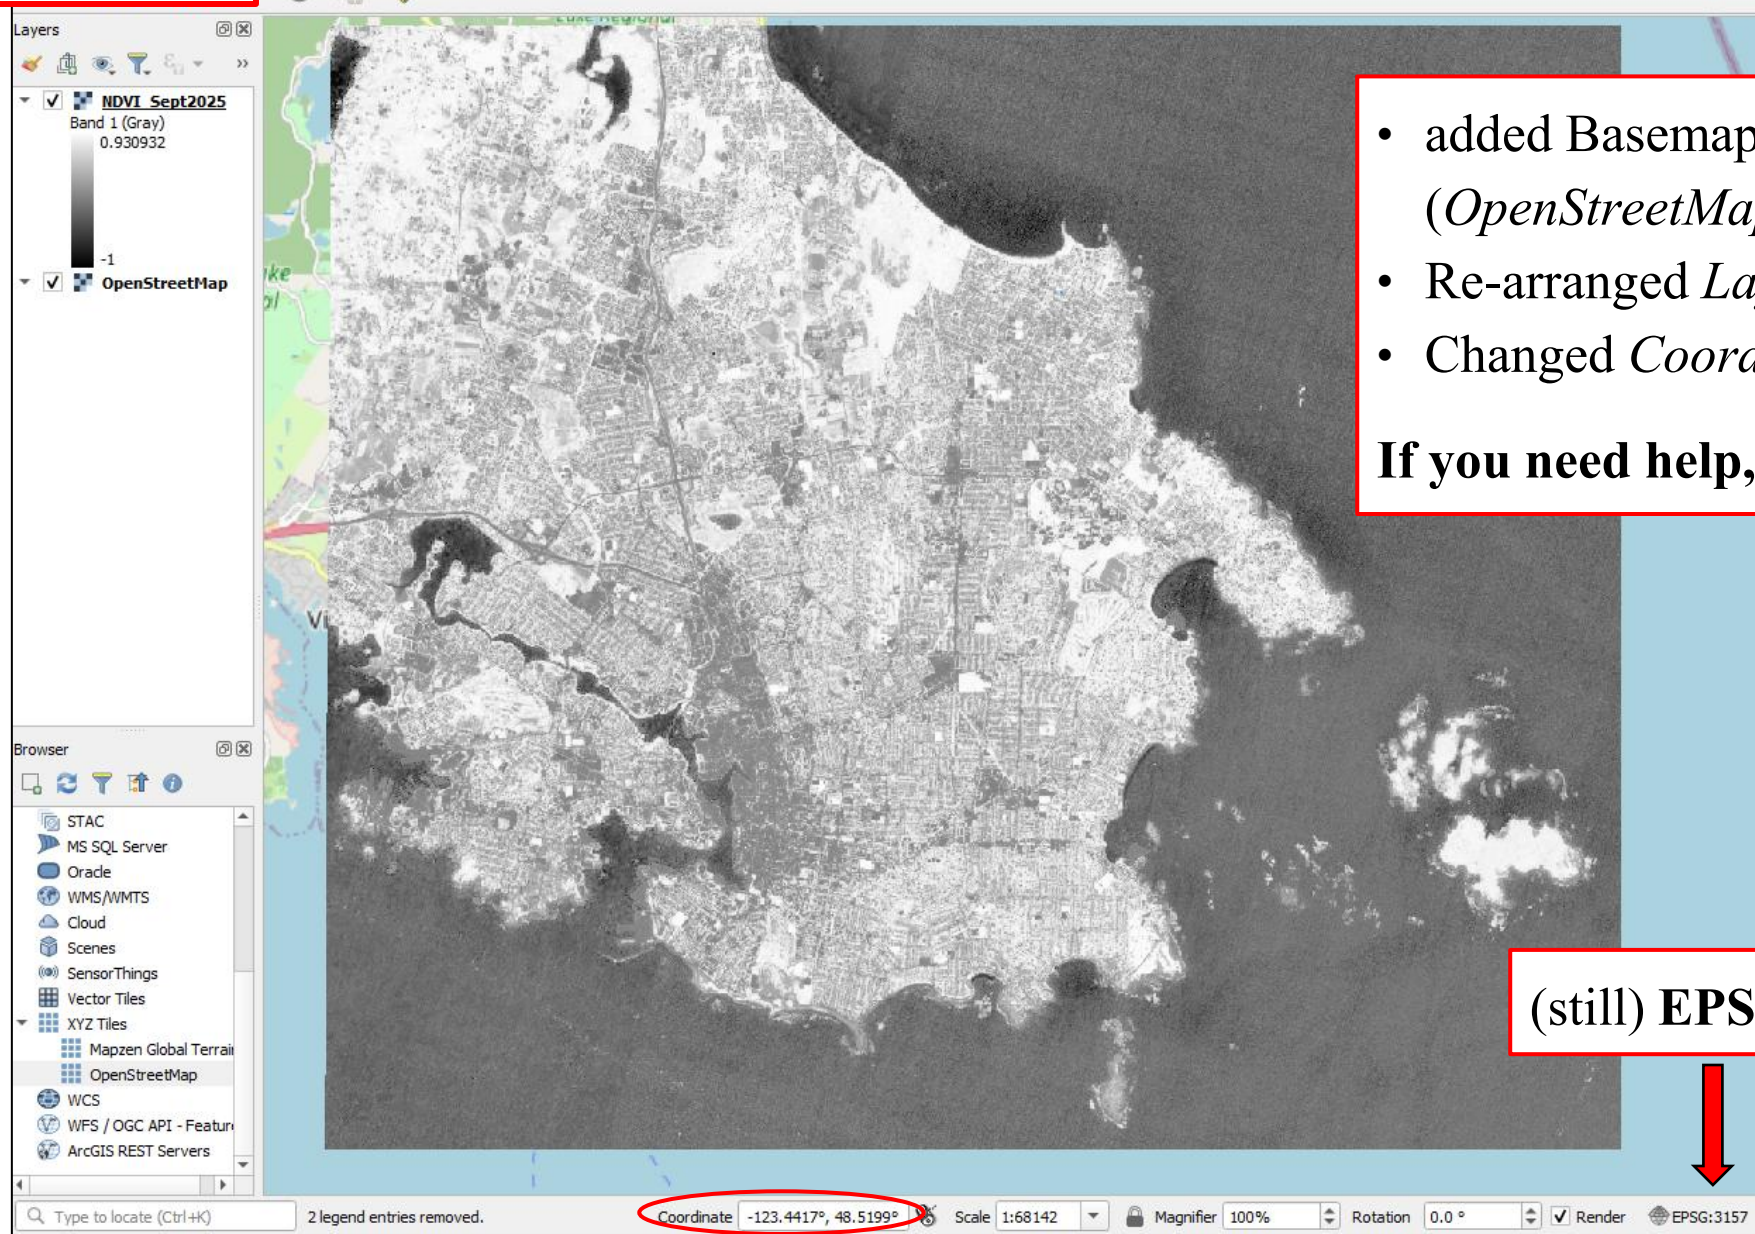 Layers
NDVI_Sept2025
Band 1 (Gray)
0.930932
-1
OpenStreetMap
Browser
STAC
MS SQL Server
Oracle
WMS/WMTS
Cloud
Scenes
SensorThings
Vector Tiles
XYZ Tiles
Mapzen Global Terrai
OpenStreetMap
WCS
WFS / OGC API - Featur
ArcGIS REST Servers
• added Basemap
(OpenStreetMa
• Re-arranged La
• Changed Coord
If you need help,
(still) EPS
Type to locate (Ctrl+K)
2 legend entries removed.
Coordinate -123.4417°, 48.5199°
Scale 1:68142
Magnifier 100%
Rotation 0.0 °
Render
EPSG:3157